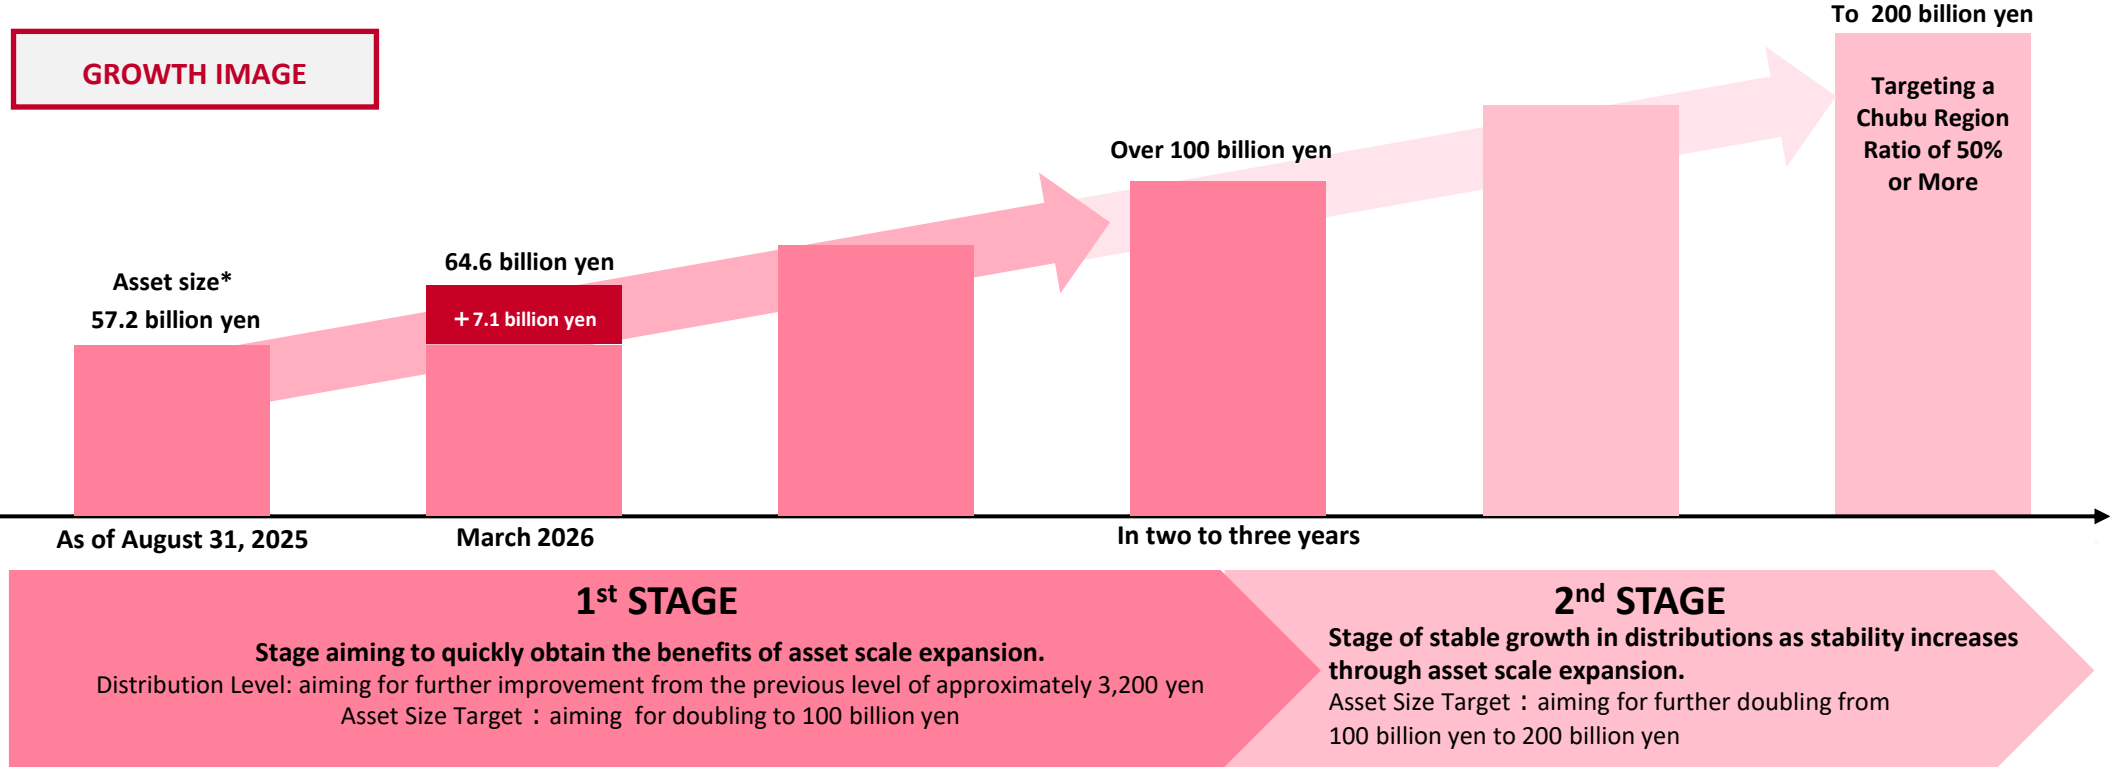 GROWTH IMAGE
Asset size*
57.2 billion yen
64.6 billion yen
+7.1 billion yen
Over 100 billion yen
To 200 billion yen
Targeting a
Chubu Region
Ratio of 50%
or More
As of August 31, 2025
March 2026
In two to three years
1st STAGE
Stage aiming to quickly obtain the benefits of asset scale expansion.
Distribution Level: aiming for further improvement from the previous level of approximately 3,200 yen
Asset Size Target：aiming for doubling to 100 billion yen
2nd STAGE
Stage of stable growth in distributions as stability increases
through asset scale expansion.
Asset Size Target：aiming for further doubling from
100 billion yen to 200 billion yen